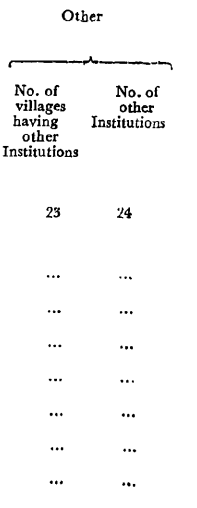 Other
No. of No. of
villages other
having Institutions
other
Institutions
23 24
... ...
... ...
... ...
... ...
... ...
... ...
... ...